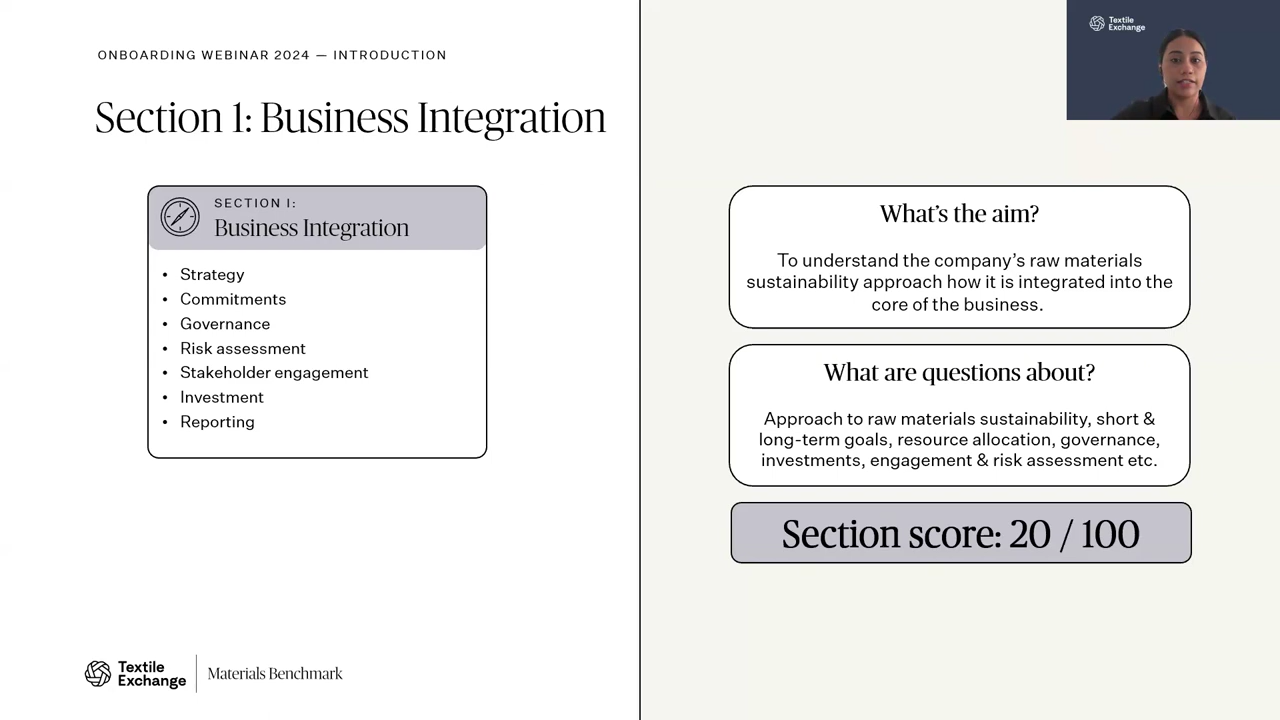 ONBOARDING WEBINAR 2024 — INTRODUCTION
Section 1: Business Integration
SECTION I:
Business Integration
• Strategy
• Commitments
• Governance
• Risk assessment
• Stakeholder engagement
• Investment
• Reporting
Textile
Exchange
Materials Benchmark
Textile
Exchange
What's the aim?
To understand the company's raw materials
sustainability approach how it is integrated into the
core of the business.
What are questions about?
Approach to raw materials sustainability, short &
long-term goals, resource allocation, governance,
investments, engagement & risk assessment etc.
Section score: 20 / 100